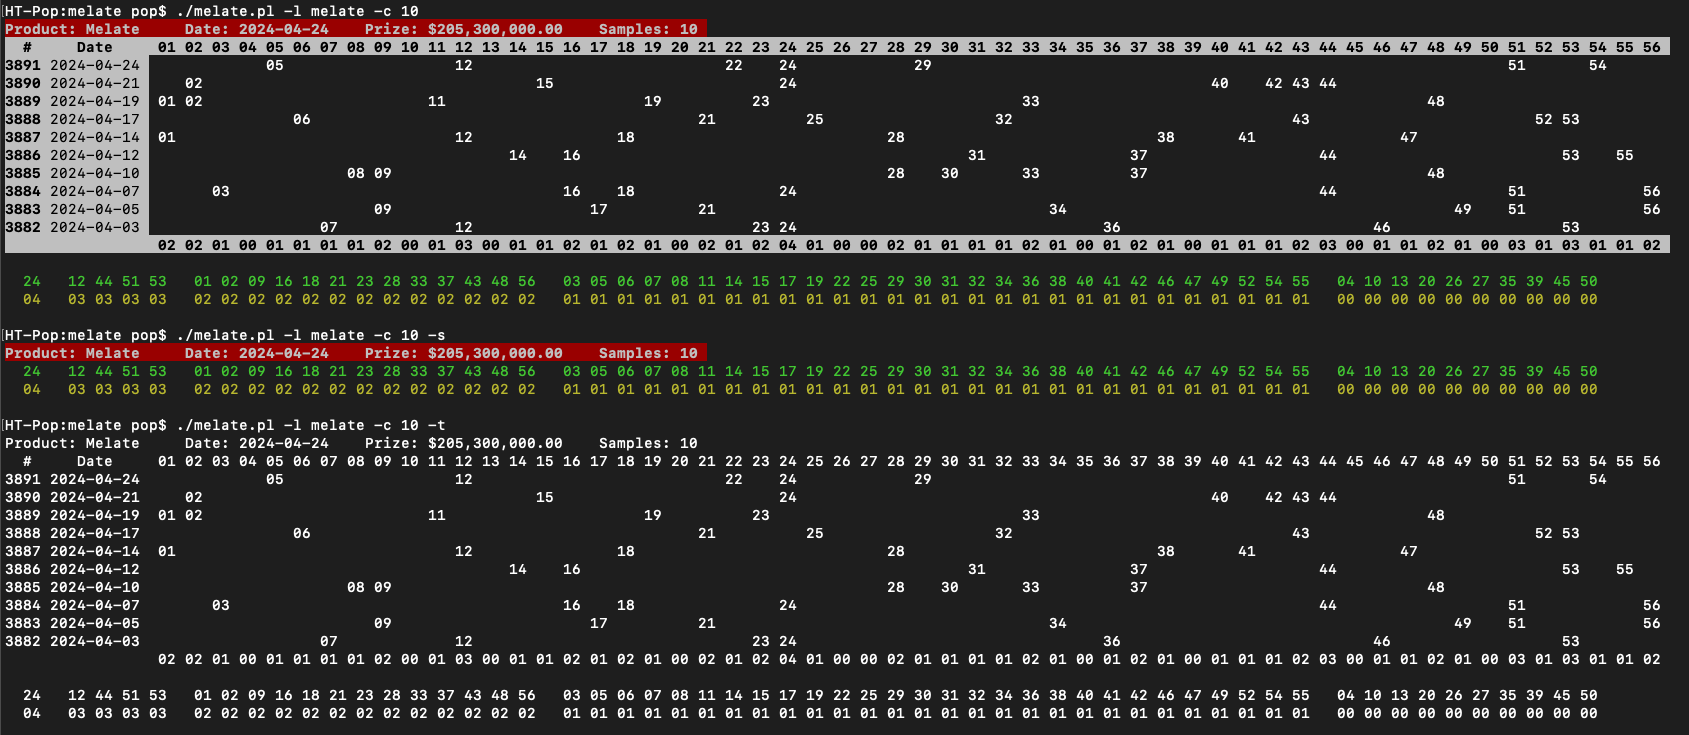 HT-Pop:melate pop$ ./melate.pl -l melate -c 10
Product: Melate     Date: 2024-04-24    Prize: $205,300,000.00    Samples: 10
  #     Date     01 02 03 04 05 06 07 08 09 10 11 12 13 14 15 16 17 18 19 20 21 22 23 24 25 26 27 28 29 30 31 32 33 34 35 36 37 38 39 40 41 42 43 44 45 46 47 48 49 50 51 52 53 54 55 56
3891 2024-04-24 05 12 22 24 29 51 54
3890 2024-04-21 02 15 24 40 42 43 44
3889 2024-04-19 01 02 11 19 23 33 48
3888 2024-04-17 06 21 25 32 43 52 53
3887 2024-04-14 01 12 18 28 38 41 47
3886 2024-04-12 14 16 31 37 44 53 55
3885 2024-04-10 08 09 28 30 33 37 48
3884 2024-04-07 03 16 18 24 44 51 56
3883 2024-04-05 09 17 21 34 49 51 56
3882 2024-04-03 07 12 23 24 36 46 53
02 02 01 00 01 01 01 01 02 00 01 03 00 01 01 02 01 02 01 00 02 01 02 04 01 00 00 02 01 01 01 01 02 01 00 01 02 01 00 01 01 01 02 03 00 01 01 02 01 00 03 01 03 01 01 02
24   12 44 51 53   01 02 09 16 18 21 23 28 33 37 43 48 56   03 05 06 07 08 11 14 15 17 19 22 25 29 30 31 32 34 36 38 40 41 42 46 47 49 52 54 55   04 10 13 20 26 27 35 39 45 50
04   03 03 03 03   02 02 02 02 02 02 02 02 02 02 02 02 02   01 01 01 01 01 01 01 01 01 01 01 01 01 01 01 01 01 01 01 01 01 01 01 01 01 01 01 01   00 00 00 00 00 00 00 00 00 00
HT-Pop:melate pop$ ./melate.pl -l melate -c 10 -s
Product: Melate     Date: 2024-04-24    Prize: $205,300,000.00    Samples: 10
24   12 44 51 53   01 02 09 16 18 21 23 28 33 37 43 48 56   03 05 06 07 08 11 14 15 17 19 22 25 29 30 31 32 34 36 38 40 41 42 46 47 49 52 54 55   04 10 13 20 26 27 35 39 45 50
04   03 03 03 03   02 02 02 02 02 02 02 02 02 02 02 02 02   01 01 01 01 01 01 01 01 01 01 01 01 01 01 01 01 01 01 01 01 01 01 01 01 01 01 01 01   00 00 00 00 00 00 00 00 00 00
HT-Pop:melate pop$ ./melate.pl -l melate -c 10 -t
Product: Melate     Date: 2024-04-24    Prize: $205,300,000.00    Samples: 10
  #     Date     01 02 03 04 05 06 07 08 09 10 11 12 13 14 15 16 17 18 19 20 21 22 23 24 25 26 27 28 29 30 31 32 33 34 35 36 37 38 39 40 41 42 43 44 45 46 47 48 49 50 51 52 53 54 55 56
3891 2024-04-24 05 12 22 24 29 51 54
3890 2024-04-21 02 15 24 40 42 43 44
3889 2024-04-19 01 02 11 19 23 33 48
3888 2024-04-17 06 21 25 32 43 52 53
3887 2024-04-14 01 12 18 28 38 41 47
3886 2024-04-12 14 16 31 37 44 53 55
3885 2024-04-10 08 09 28 30 33 37 48
3884 2024-04-07 03 16 18 24 44 51 56
3883 2024-04-05 09 17 21 34 49 51 56
3882 2024-04-03 07 12 23 24 36 46 53
02 02 01 00 01 01 01 01 02 00 01 03 00 01 01 02 01 02 01 00 02 01 02 04 01 00 00 02 01 01 01 01 02 01 00 01 02 01 00 01 01 01 02 03 00 01 01 02 01 00 03 01 03 01 01 02
24   12 44 51 53   01 02 09 16 18 21 23 28 33 37 43 48 56   03 05 06 07 08 11 14 15 17 19 22 25 29 30 31 32 34 36 38 40 41 42 46 47 49 52 54 55   04 10 13 20 26 27 35 39 45 50
04   03 03 03 03   02 02 02 02 02 02 02 02 02 02 02 02 02   01 01 01 01 01 01 01 01 01 01 01 01 01 01 01 01 01 01 01 01 01 01 01 01 01 01 01 01   00 00 00 00 00 00 00 00 00 00